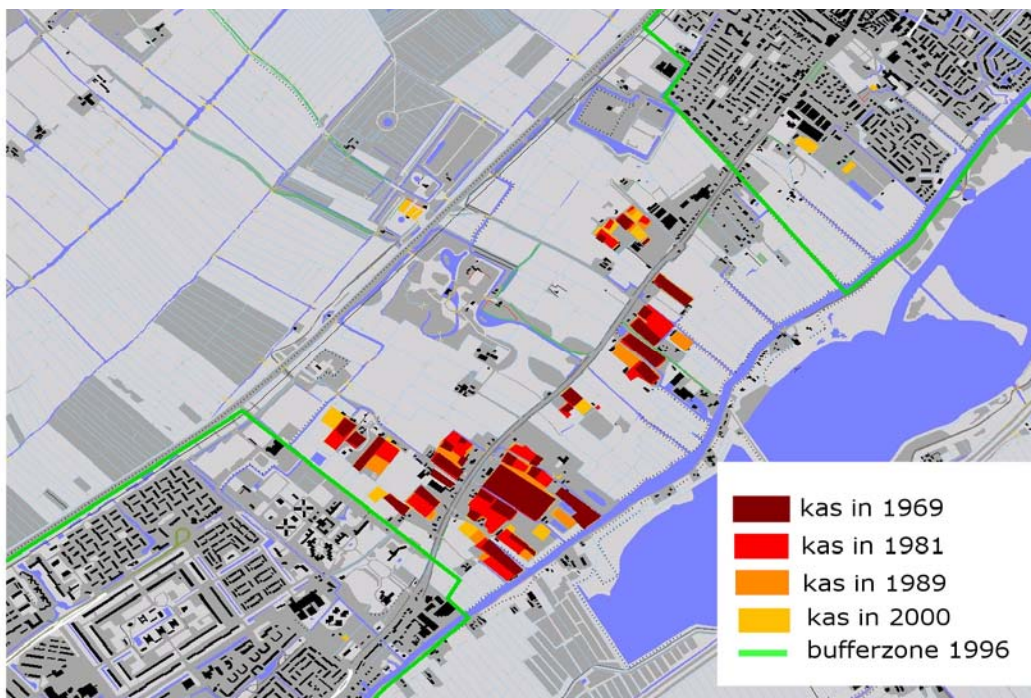 kas in 1969
kas in 1981
kas in 1989
kas in 2000
bufferzone 1996